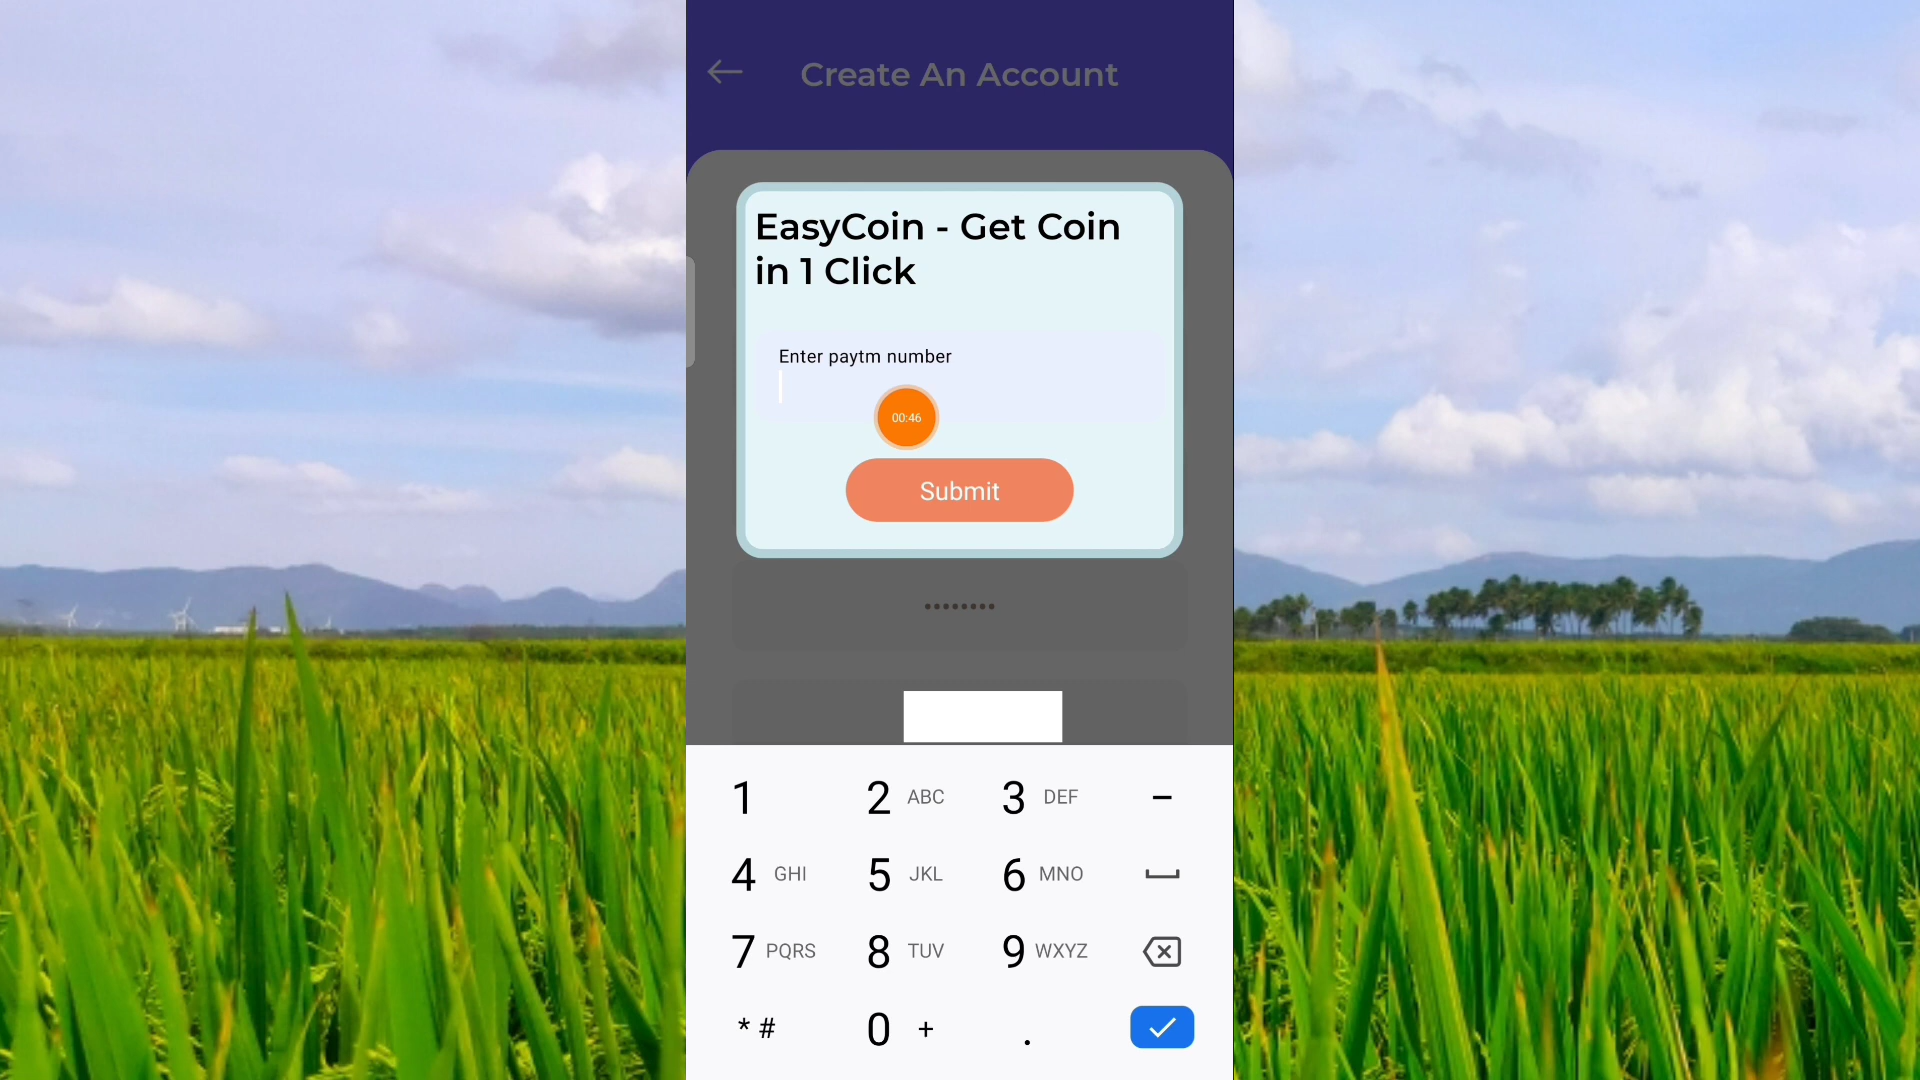 Create An Account
EasyCoin - Get Coin
in 1 Click
Enter paytm number
00:46
Submit
••••••••
1 2 ABC 3 DEF –
4 GHI 5 JKL 6 MNO
7 PQRS 8 TUV 9 WXYZ
* # 0 + .